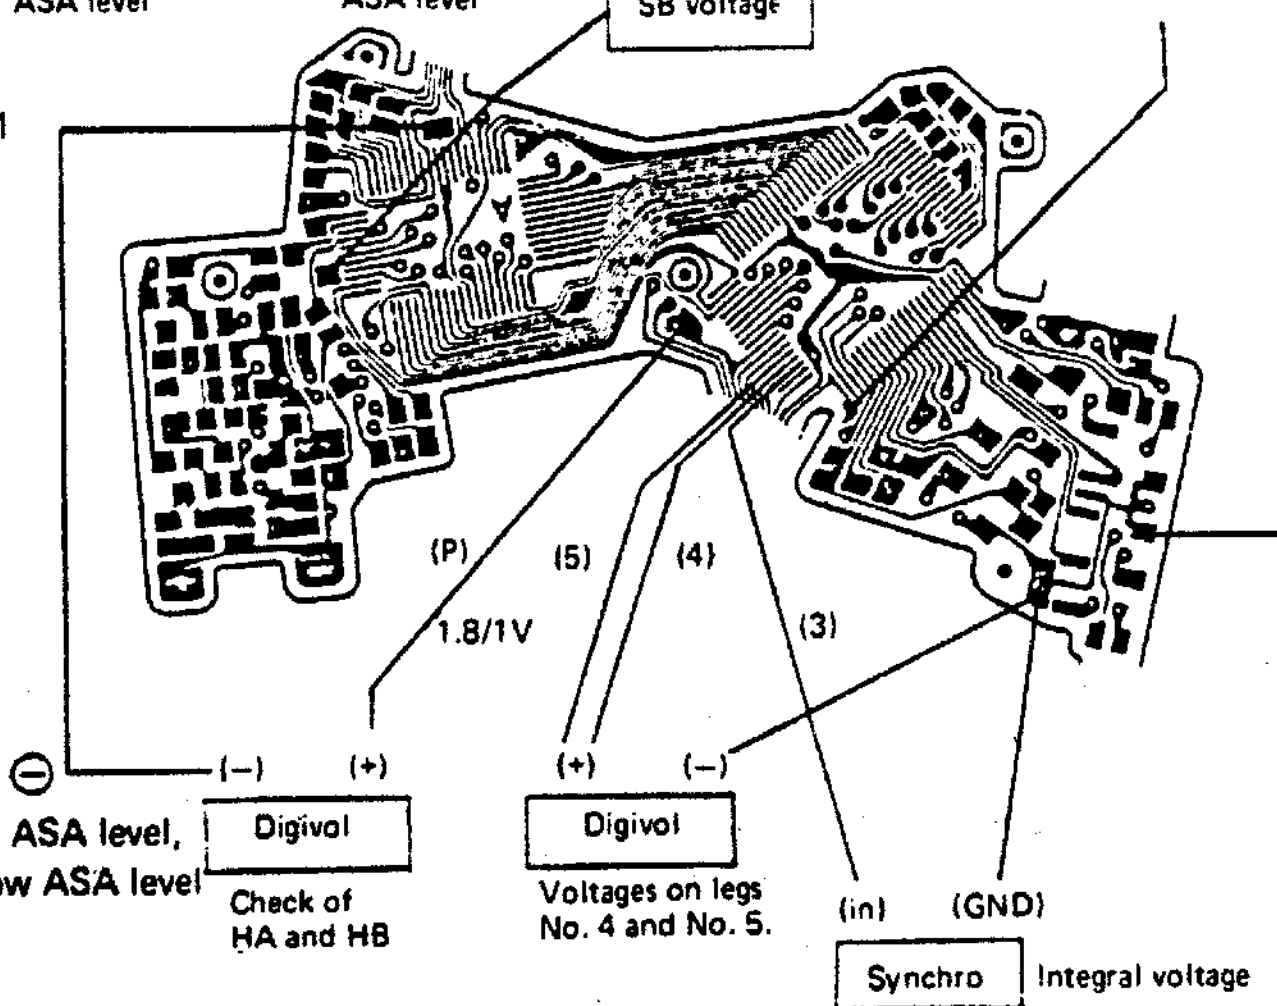 ASA level
ASA level
SB voltage
A
(P)
(5)
(4)
(3)
1.8/1V
⊖
(—)
(+)
(+)
(—)
ASA level,
ow ASA level
Digivol
Digivol
Check of
HA and HB
Voltages on legs
No. 4 and No. 5.
(in)
(GND)
Synchro
Integral voltage